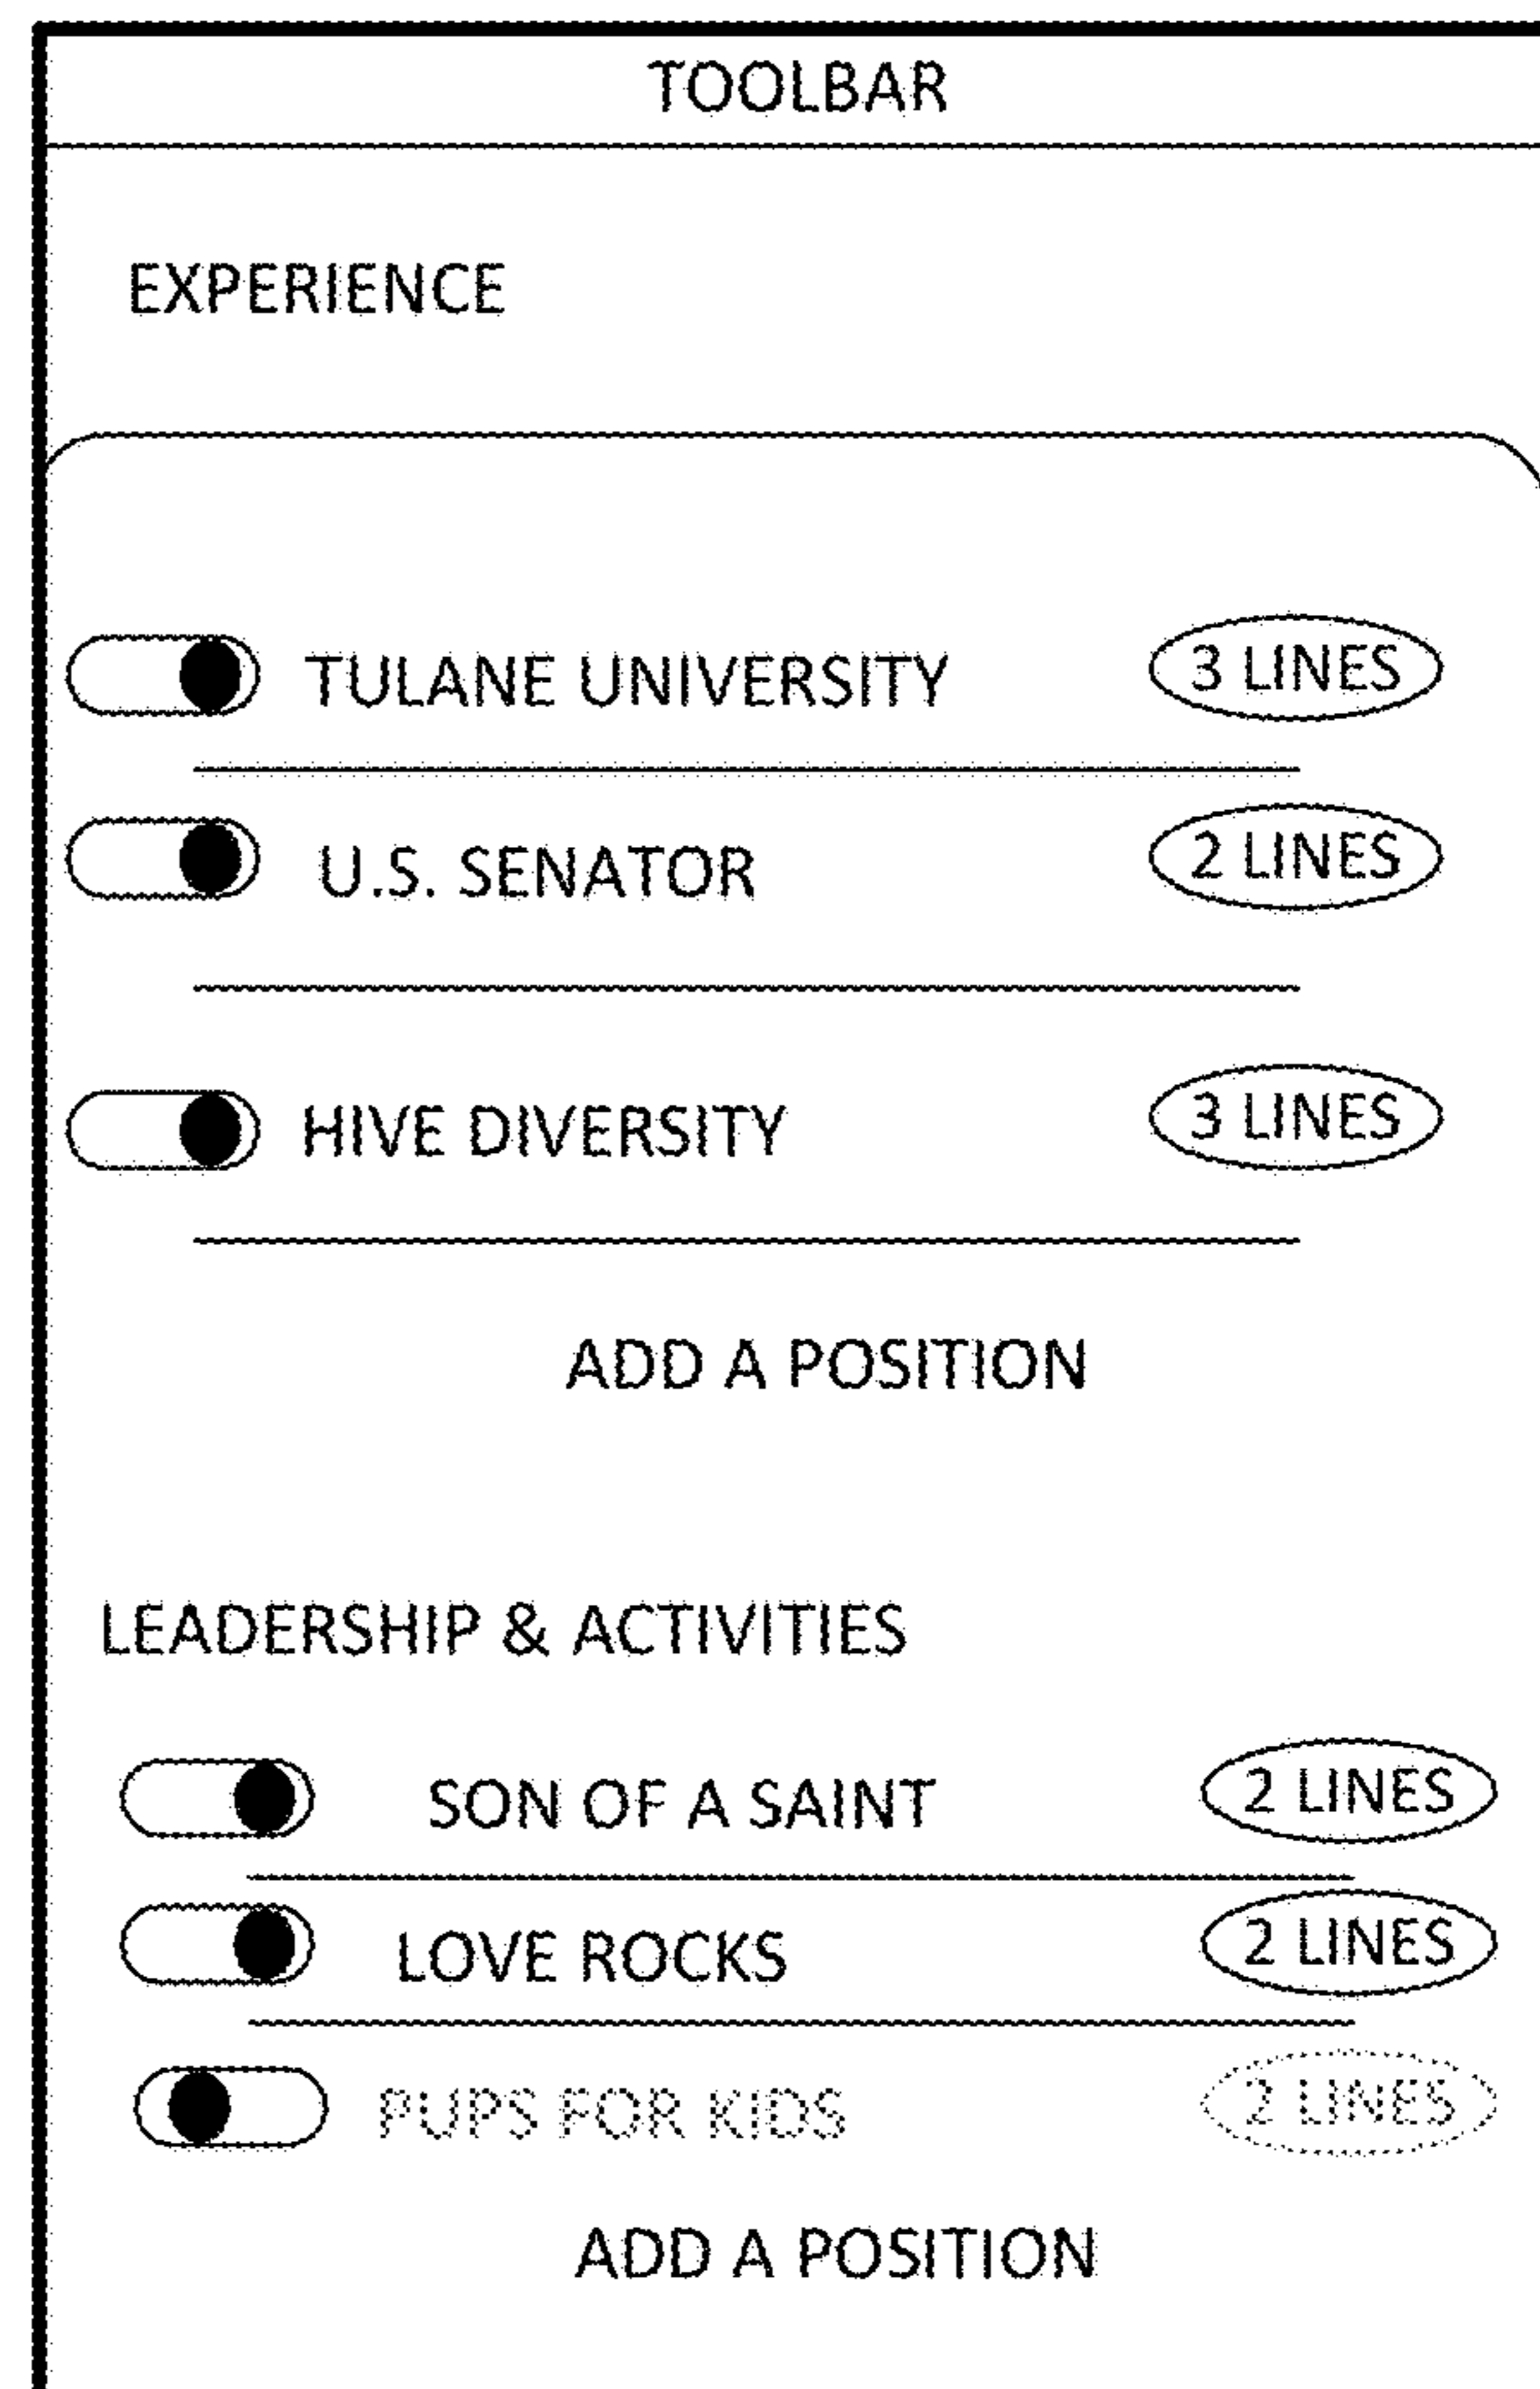 TOOLBAR
EXPERIENCE
TULANE UNIVERSITY 3 LINES
U.S. SENATOR 2 LINES
HIVE DIVERSITY 3 LINES
ADD A POSITION
LEADERSHIP & ACTIVITIES
SON OF A SAINT 2 LINES
LOVE ROCKS 2 LINES
PUPS FOR KIDS 2 LINES
ADD A POSITION